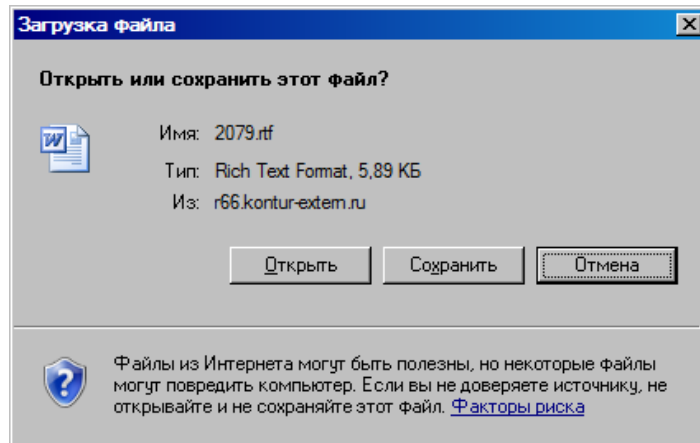 Загрузка файла
Открыть или сохранить этот файл?
Имя: 2079.rtf
Тип: Rich Text Format, 5,89 КБ
Из: r66.kontur-extern.ru
Открыть Сохранить Отмена
Файлы из Интернета могут быть полезны, но некоторые файлы
могут повредить компьютер. Если вы не доверяете источнику, не
открывайте и не сохраняйте этот файл. Факторы риска